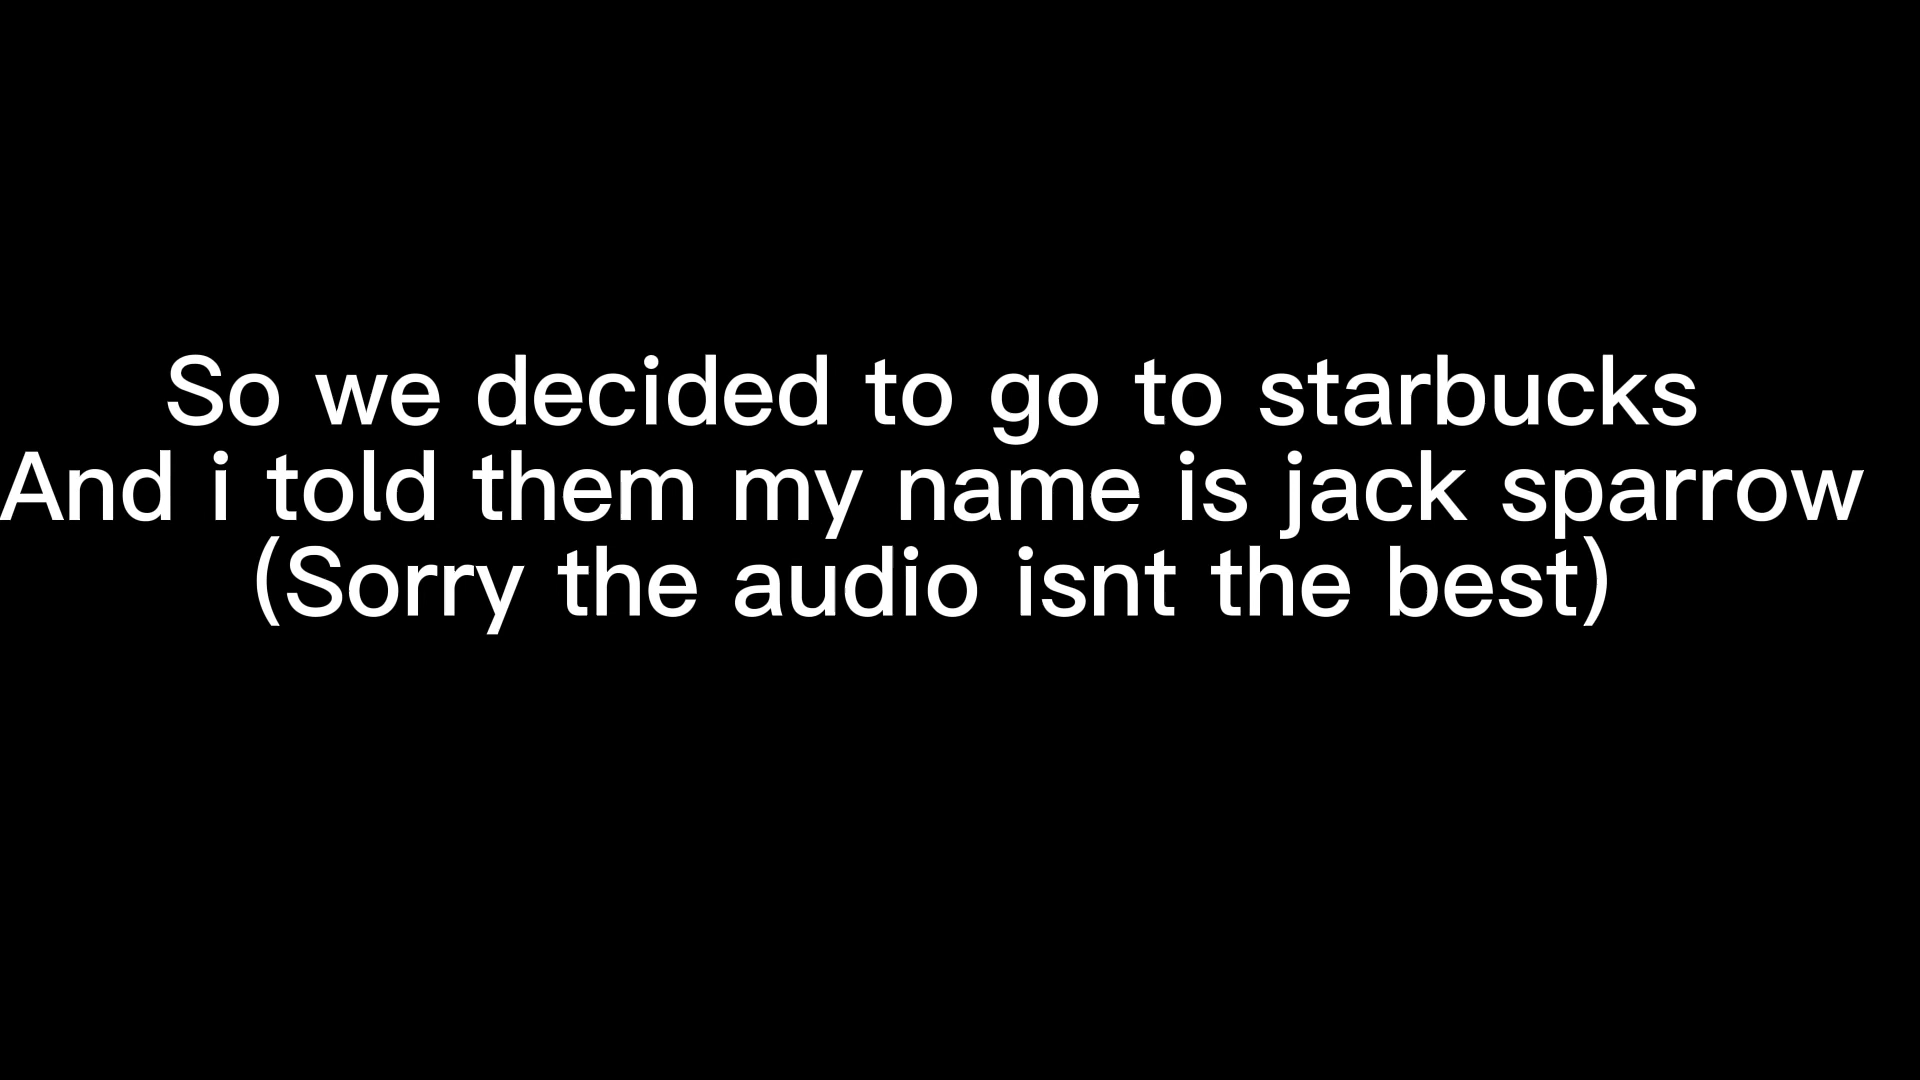 So we decided to go to starbucks
And i told them my name is jack sparrow
(Sorry the audio isnt the best)